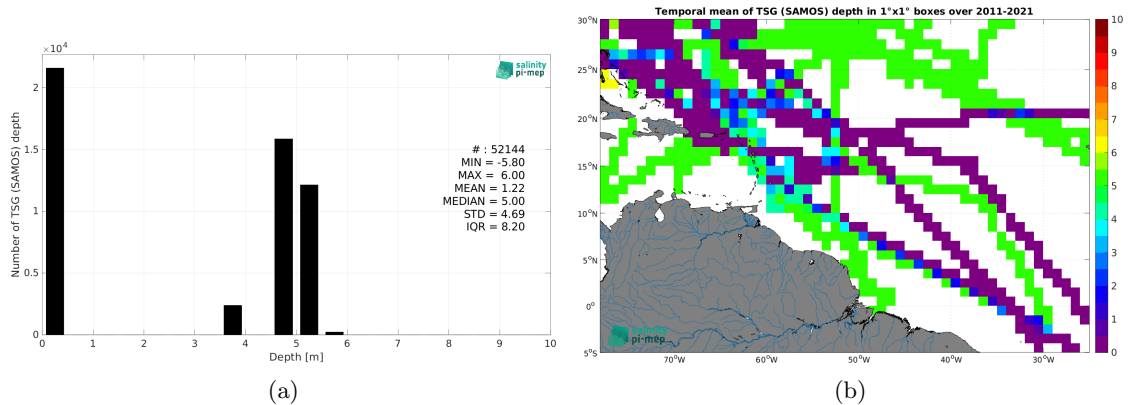 ×10⁴
2
1.5
1
0.5
0
Number of TSG (SAMOS) depth
salinity
pi-mep
# : 52144
MIN = -5.80
MAX = 6.00
MEAN = 1.22
MEDIAN = 5.00
STD = 4.69
IQR = 8.20
0 1 2 3 4 5 6 7 8 9 10
Depth [m]
(a)
Temporal mean of TSG (SAMOS) depth in 1°x1° boxes over 2011-2021
30°N
25°N
20°N
15°N
10°N
5°N
0°
5°S
70°W 60°W 50°W 40°W 30°W
salinity
pi-mep
10
9
8
7
6
5
4
3
2
1
0
(b)